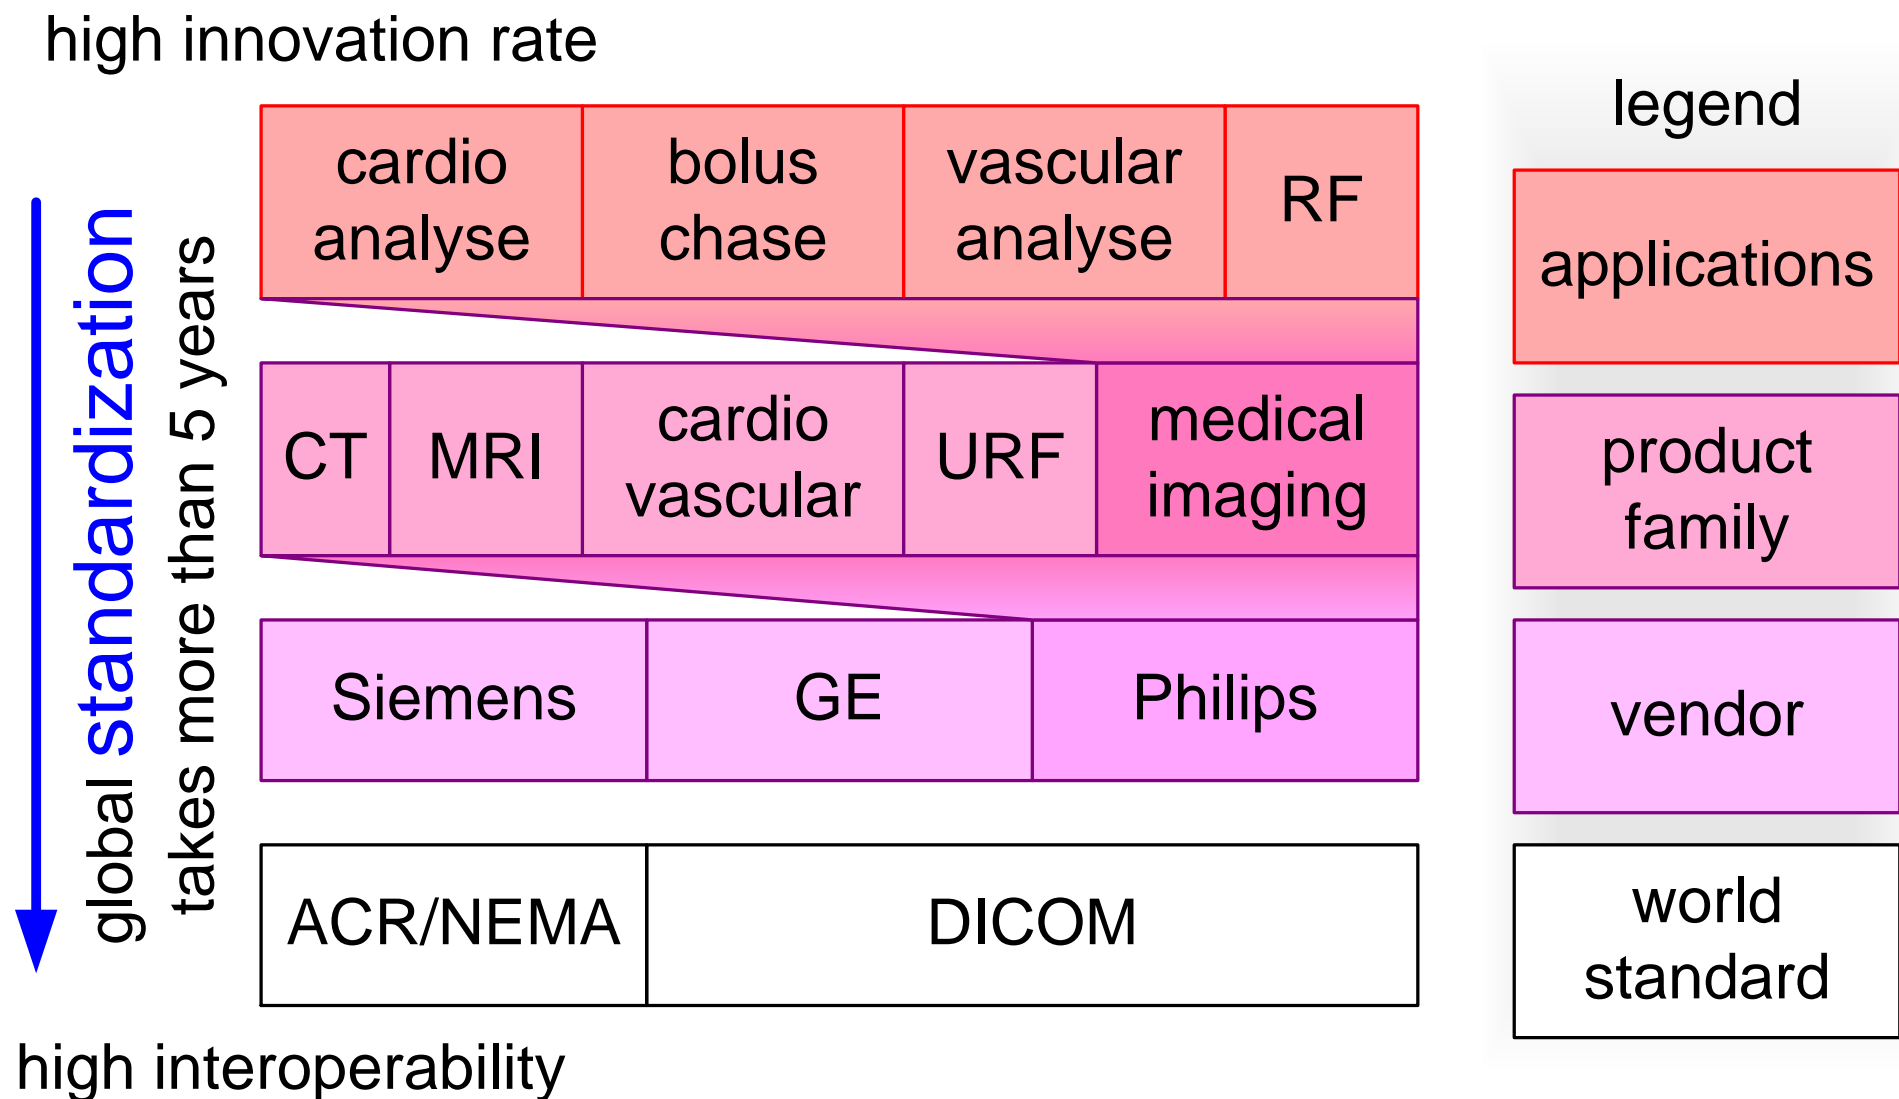 high innovation rate
legend
cardio
analyse
bolus
chase
vascular
analyse
RF
applications
global standardization
takes more than 5 years
CT
MRI
cardio
vascular
URF
medical
imaging
product
family
Siemens
GE
Philips
vendor
ACR/NEMA
DICOM
world
standard
high interoperability